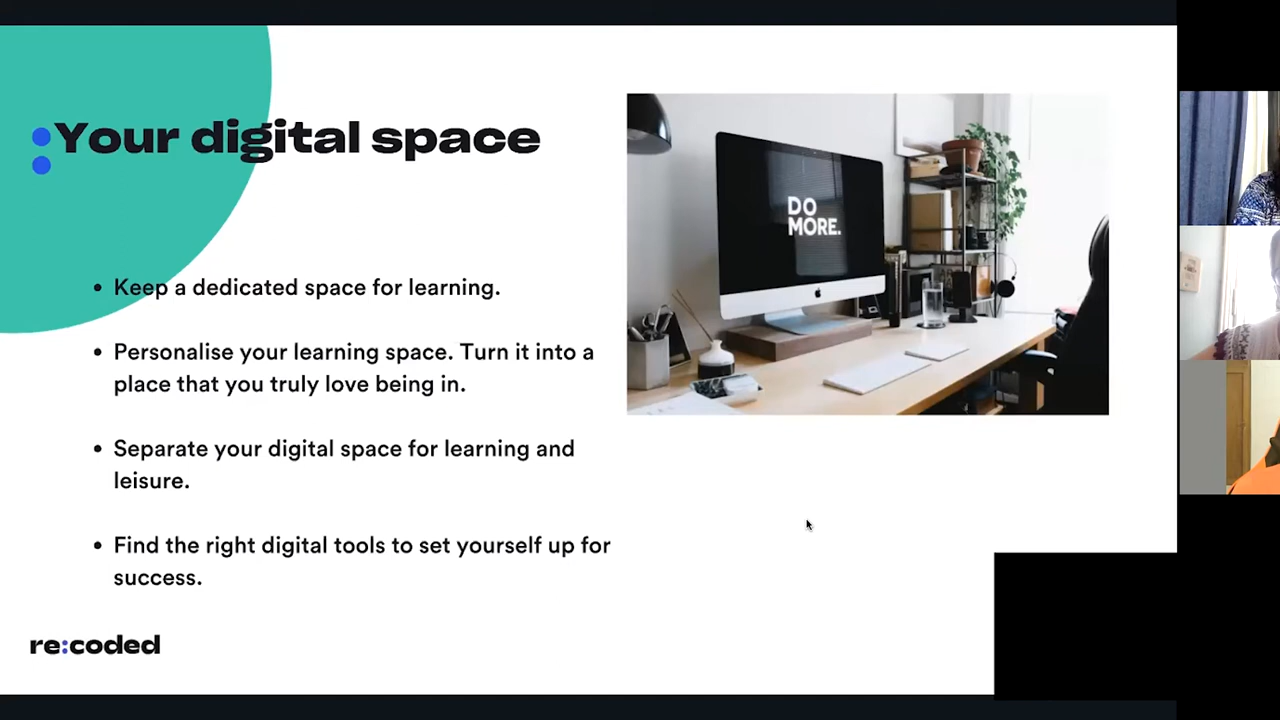 Your digital space
DO
MORE.
• Keep a dedicated space for learning.
• Personalise your learning space. Turn it into a
place that you truly love being in.
• Separate your digital space for learning and
leisure.
• Find the right digital tools to set yourself up for
success.
re:coded